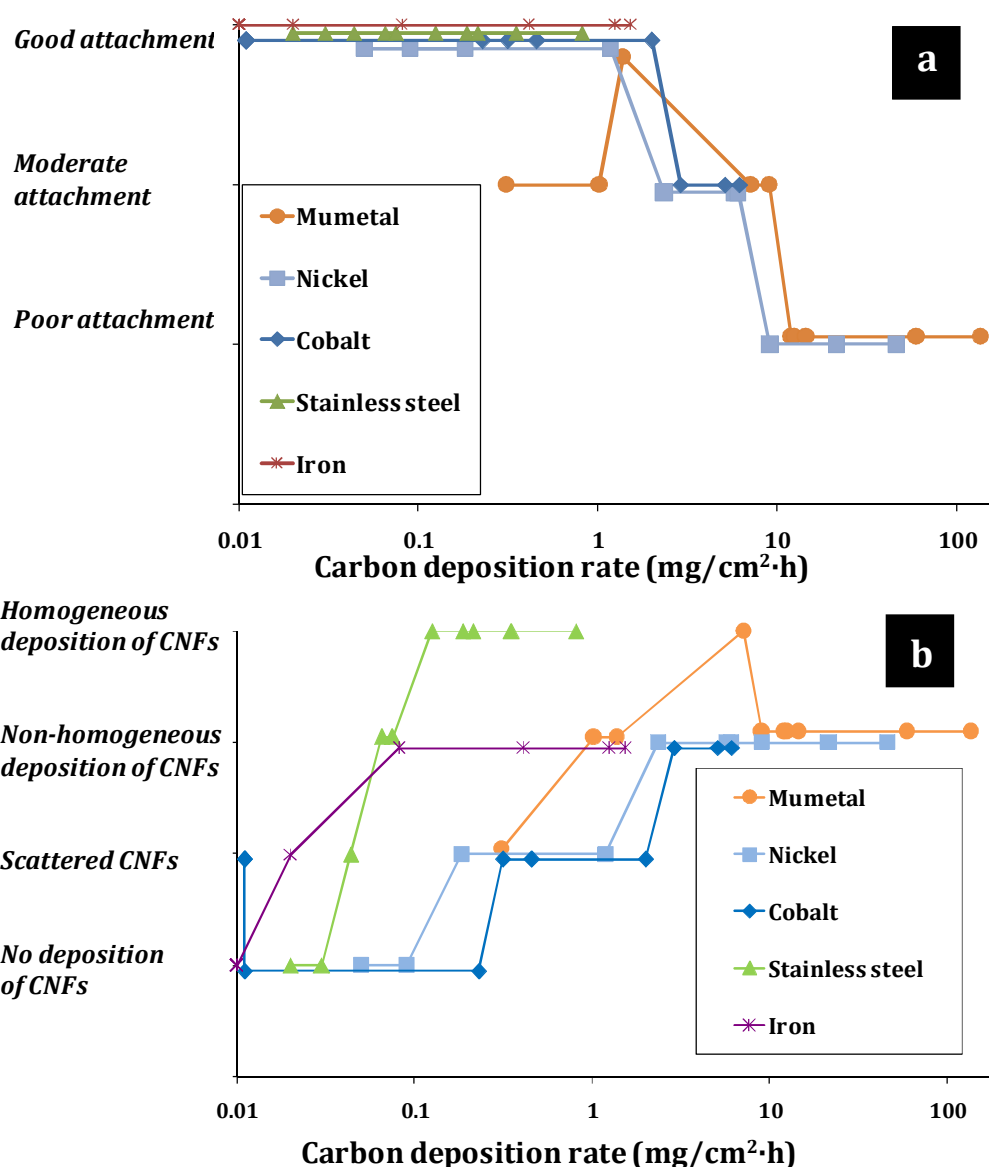 Good attachment
a
Moderate
attachment
Mumetal
Nickel
Poor attachment
Cobalt
Stainless steel
Iron
0.01 0.1 1 10 100
Carbon deposition rate (mg/cm²·h)
Homogeneous
deposition of CNFs
b
Non-homogeneous
deposition of CNFs
Mumetal
Nickel
Scattered CNFs
Cobalt
No deposition
of CNFs
Stainless steel
Iron
0.01 0.1 1 10 100
Carbon deposition rate (mg/cm²·h)